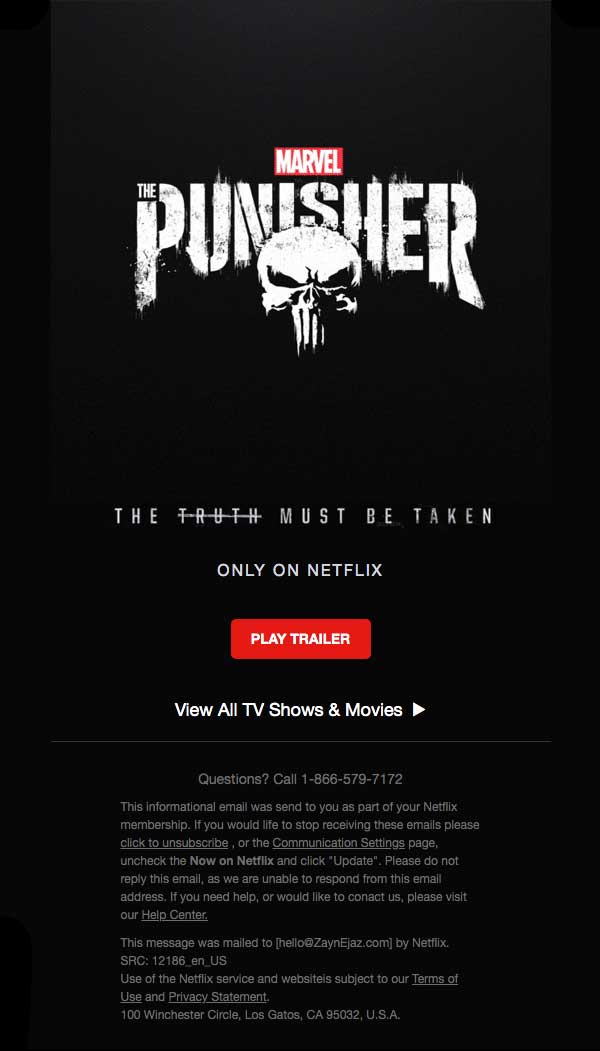 MARVEL
THE PUNISHER
THE TRUTH MUST BE TAKEN
ONLY ON NETFLIX
PLAY TRAILER
View All TV Shows & Movies
Questions? Call 1-866-579-7172
This informational email was send to you as part of your Netflix
membership. If you would life to stop receiving these emails please
click to unsubscribe , or the Communication Settings page,
uncheck the Now on Netflix and click "Update". Please do not
reply this email, as we are unable to respond from this email
address. If you need help, or would like to conact us, please visit
our Help Center.
This message was mailed to [hello@ZaynEjaz.com] by Netflix.
SRC: 12186_en_US
Use of the Netflix service and websiteis subject to our Terms of
Use and Privacy Statement.
100 Winchester Circle, Los Gatos, CA 95032, U.S.A.